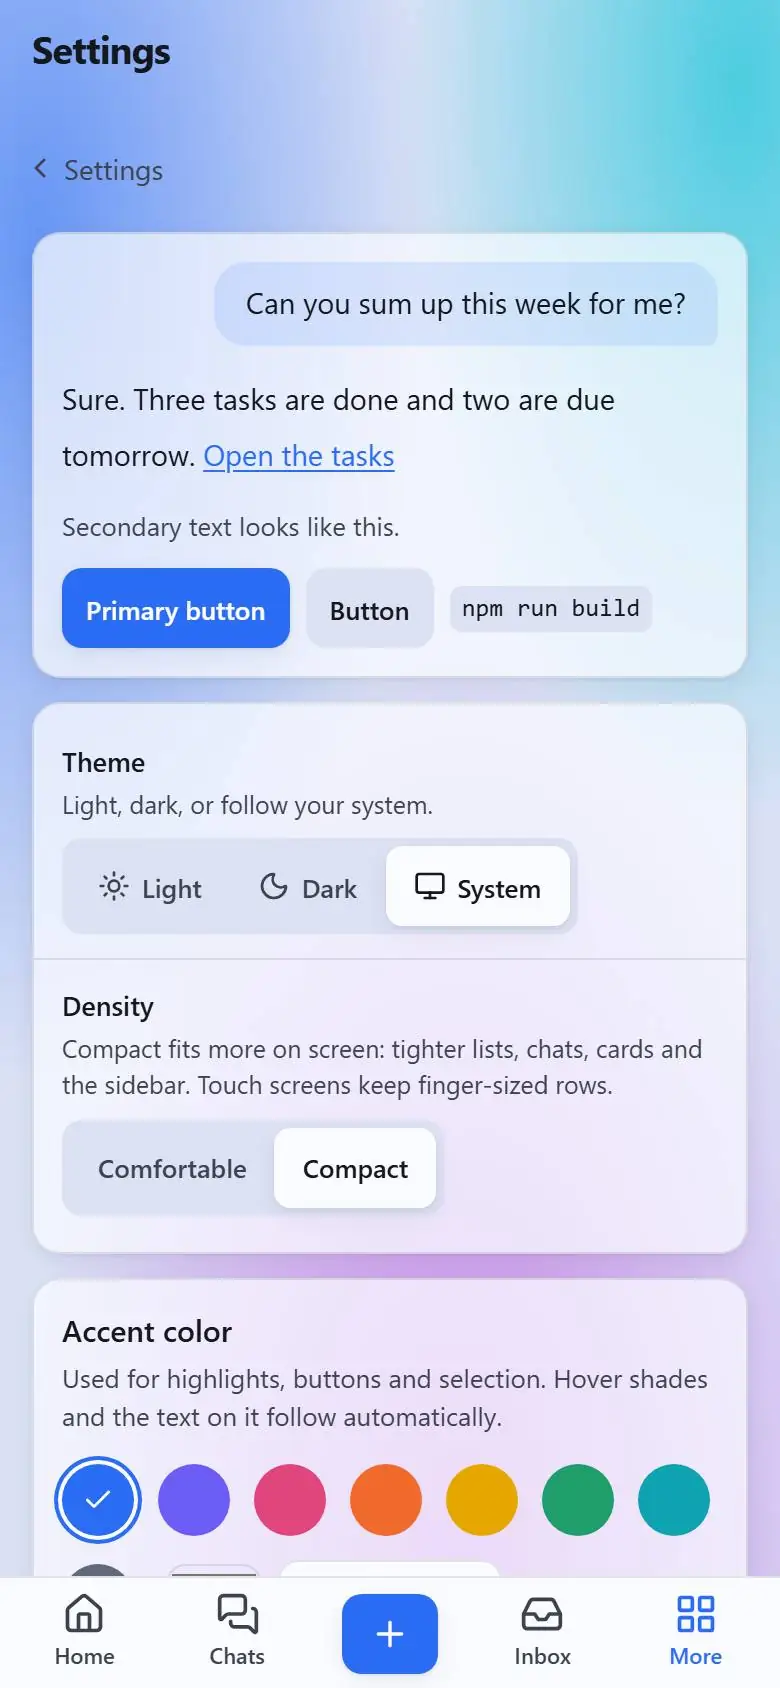 Settings
Settings
Can you sum up this week for me?
Sure. Three tasks are done and two are due
tomorrow. Open the tasks
Secondary text looks like this.
Primary button
Button
npm run build
Theme
Light, dark, or follow your system.
Light
Dark
System
Density
Compact fits more on screen: tighter lists, chats, cards and
the sidebar. Touch screens keep finger-sized rows.
Comfortable
Compact
Accent color
Used for highlights, buttons and selection. Hover shades
and the text on it follow automatically.
Home
Chats
Inbox
More